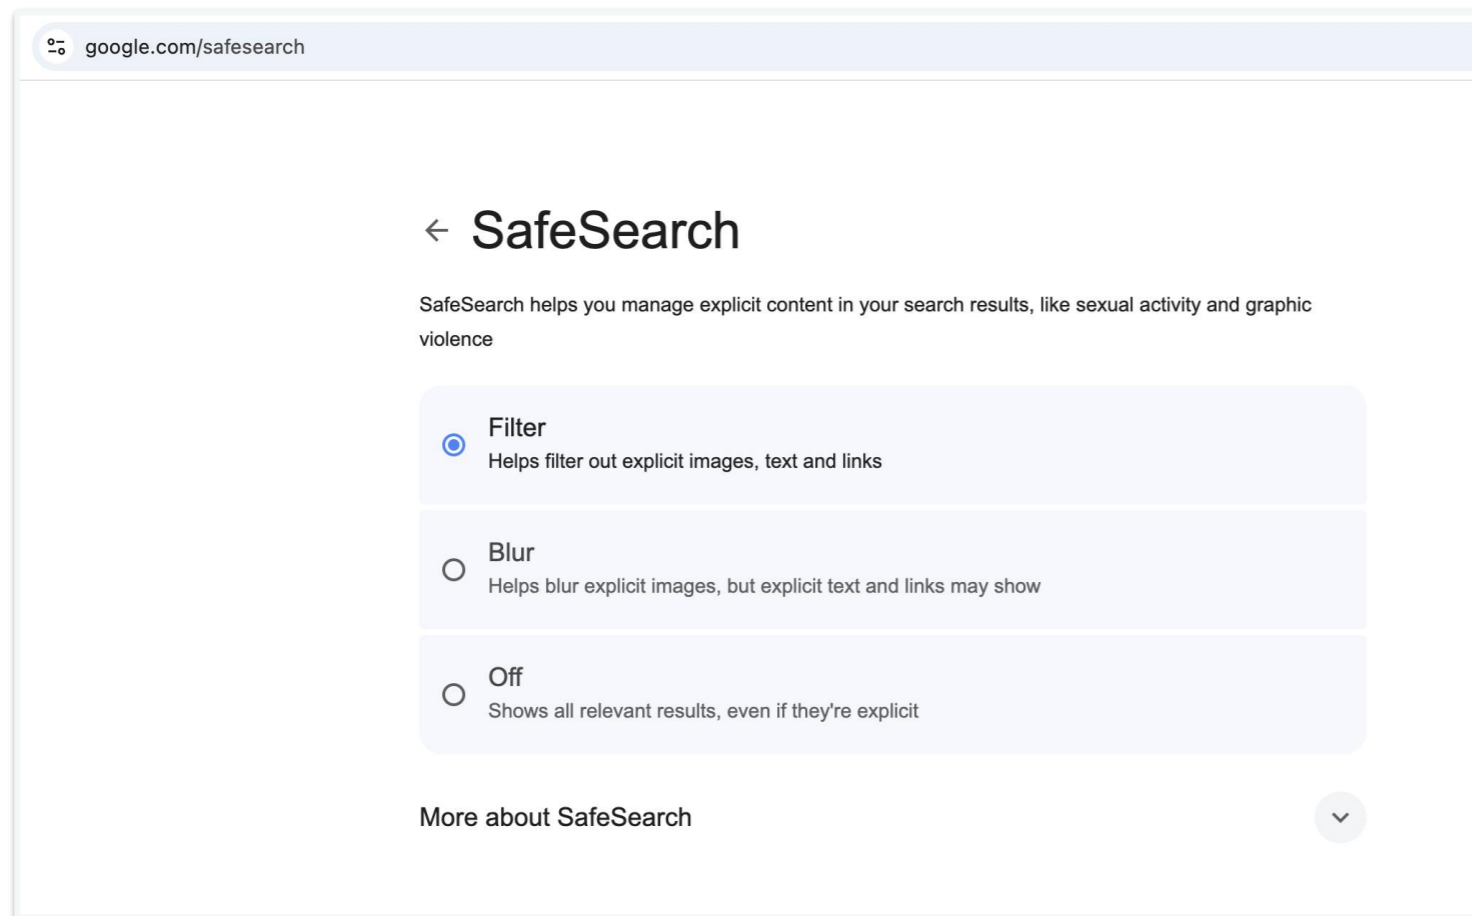 google.com/safesearch
SafeSearch
SafeSearch helps you manage explicit content in your search results, like sexual activity and graphic
violence
Filter
Helps filter out explicit images, text and links
Blur
Helps blur explicit images, but explicit text and links may show
Off
Shows all relevant results, even if they're explicit
More about SafeSearch